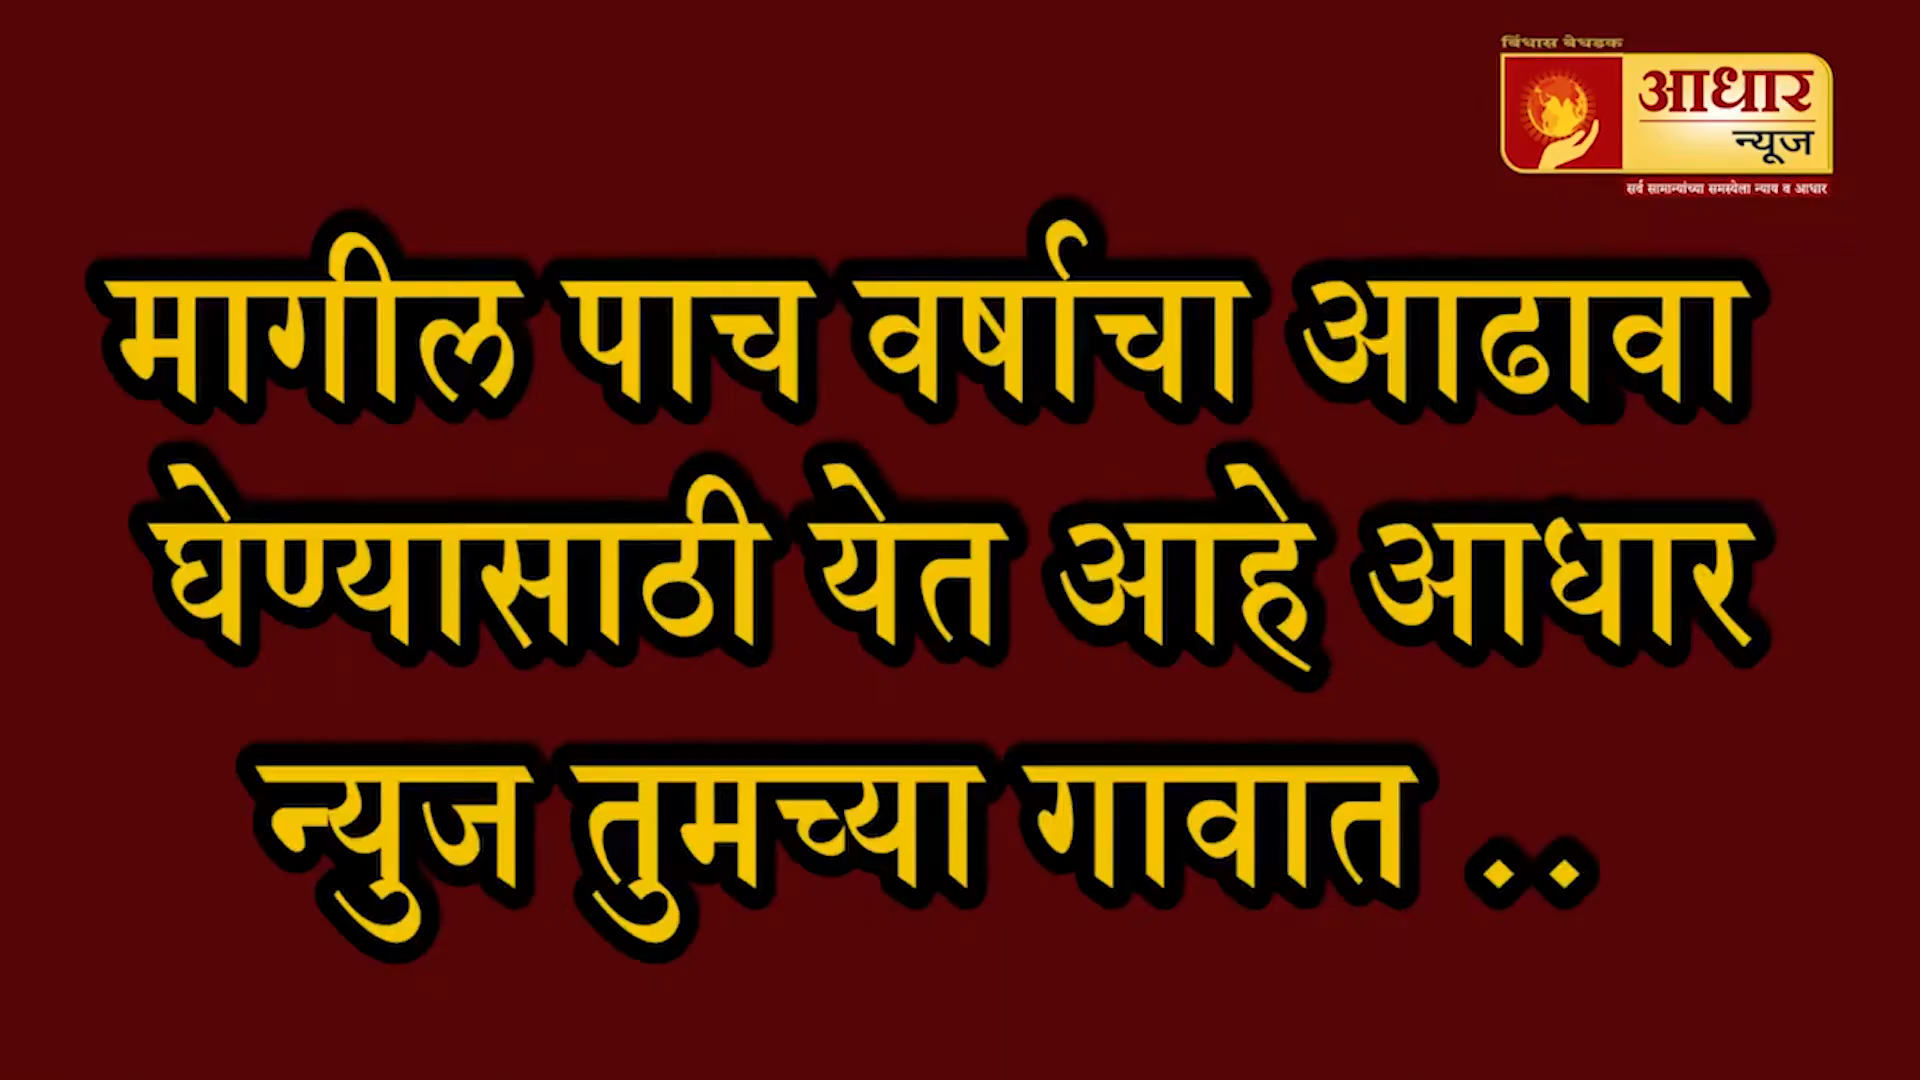 बिंधास बेधडक
आधार
न्यूज
सर्व सामान्यांच्या समस्येला न्याय व आधार
मागील पाच वर्षाचा आढावा
घेण्यासाठी येत आहे आधार
न्युज तुमच्या गावात ..